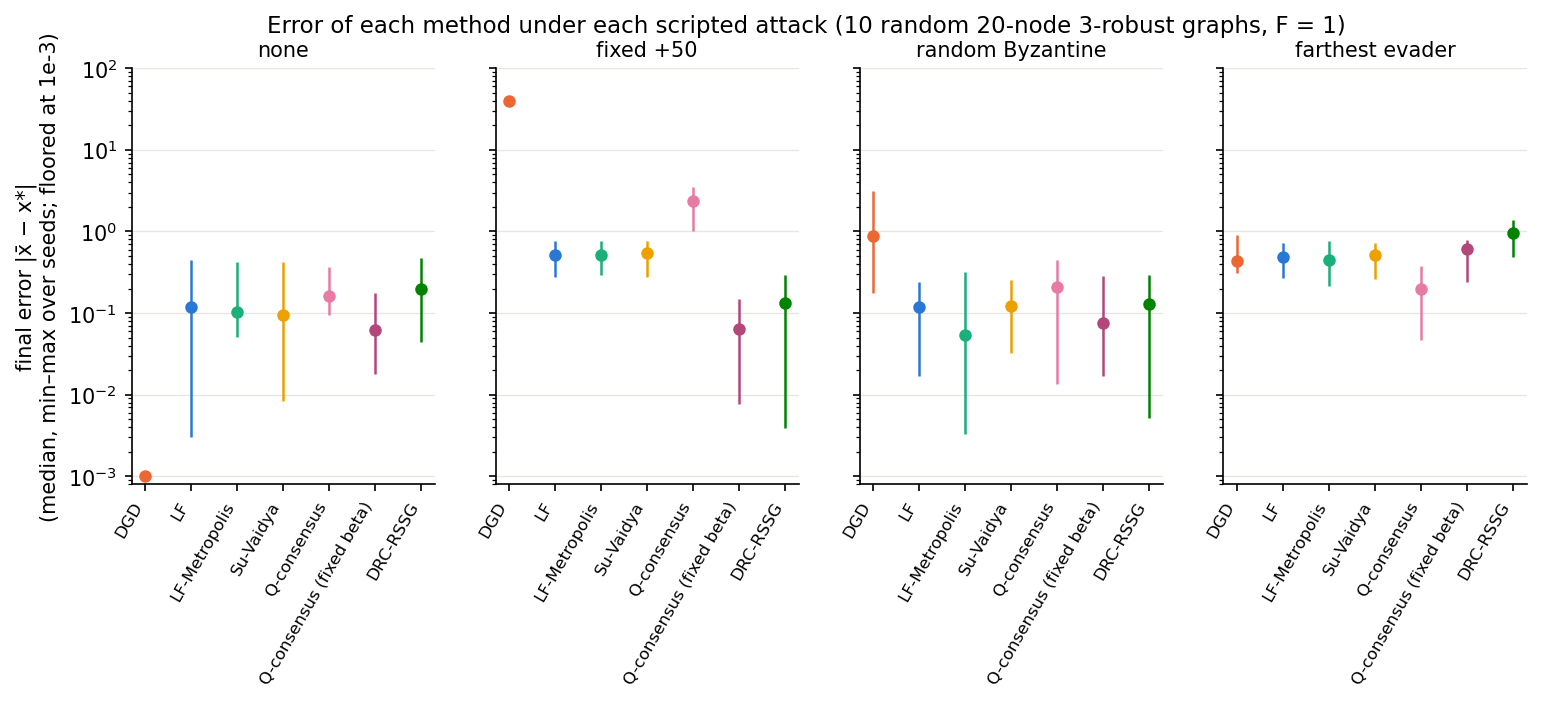 Error of each method under each scripted attack (10 random 20-node 3-robust graphs, F = 1)
none
fixed +50
random Byzantine
farthest evader
final error |x̄ − x*|
(median, min–max over seeds; floored at 1e-3)
10²
10¹
10⁰
10⁻¹
10⁻²
10⁻³
DGD
LF
LF-Metropolis
Su-Vaidya
Q-consensus
Q-consensus (fixed beta)
DRC-RSSG
DGD
LF
LF-Metropolis
Su-Vaidya
Q-consensus
Q-consensus (fixed beta)
DRC-RSSG
DGD
LF
LF-Metropolis
Su-Vaidya
Q-consensus
Q-consensus (fixed beta)
DRC-RSSG
DGD
LF
LF-Metropolis
Su-Vaidya
Q-consensus
Q-consensus (fixed beta)
DRC-RSSG